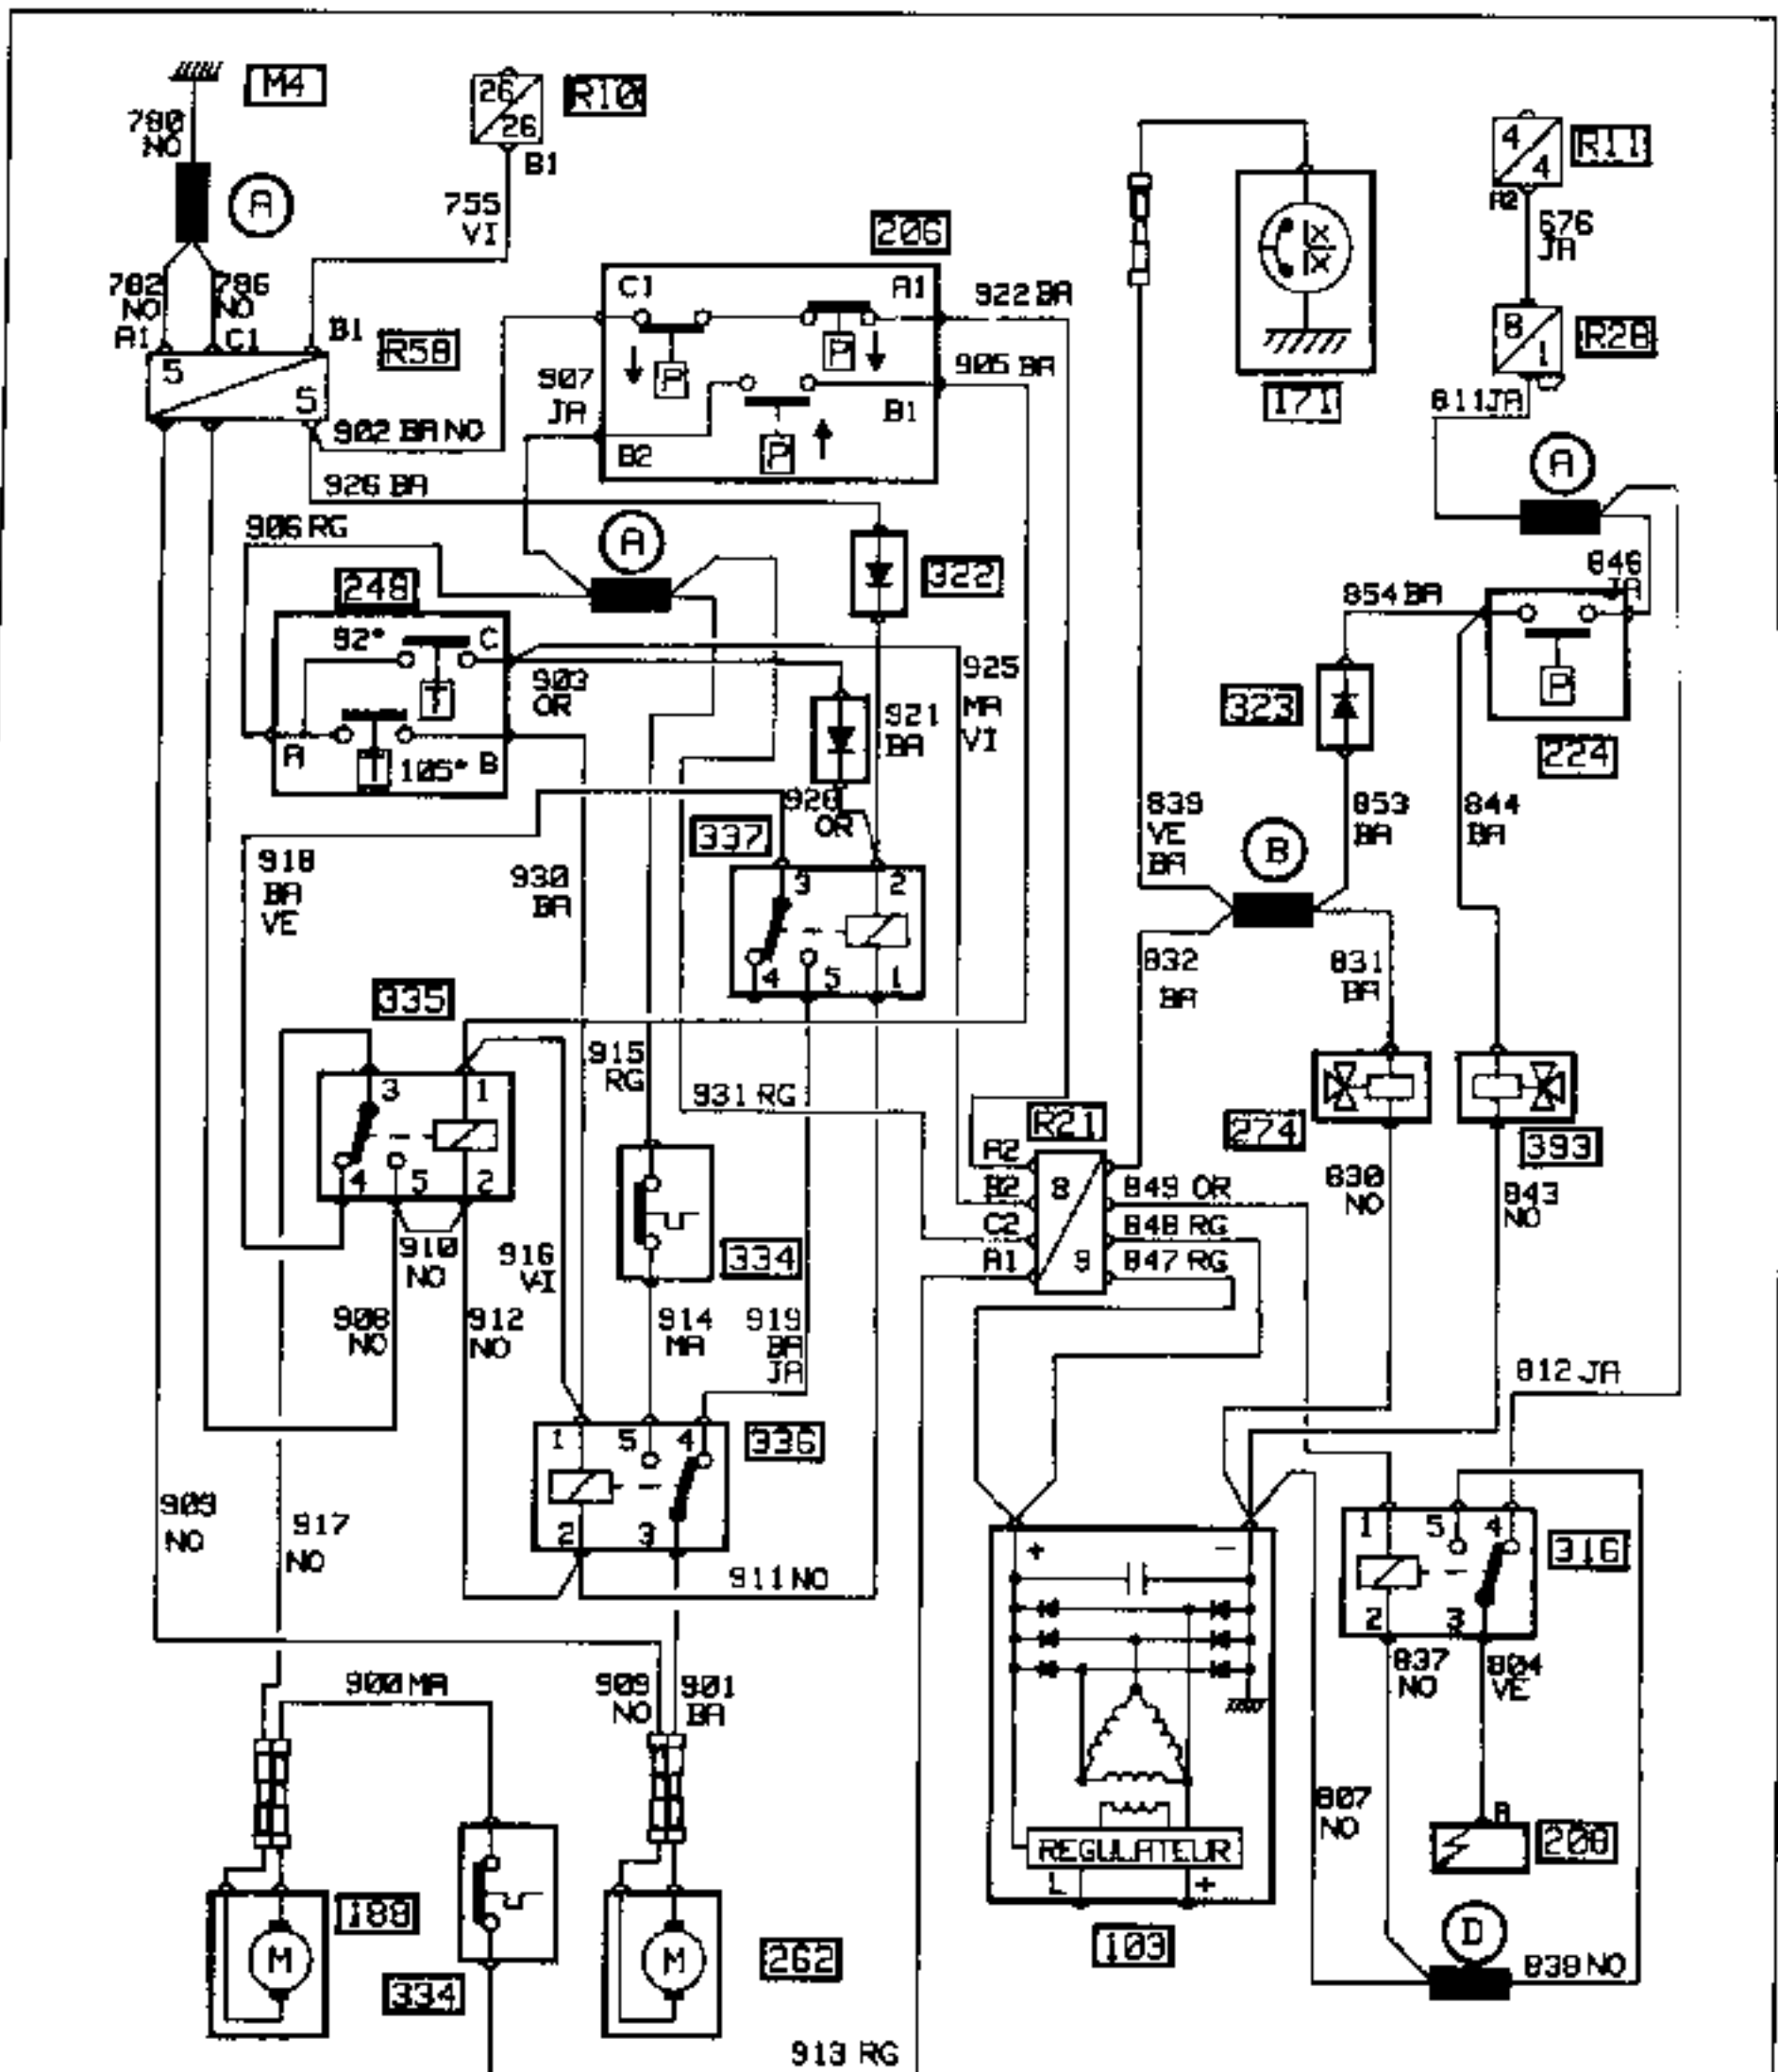 M4
R10
26
26
B1
780
NO
A
755
VI
782
NO
786
NO
A1
C1
B1
R58
5
5
206
C1
A1
B1
B2
P
P
P
922 BA
905 BA
907
JA
902 BA NO
926 BA
171
X
X
4
4
R11
A2
676
JA
8
1
R28
811 JA
A
846
JA
906 RG
A
322
248
92°
C
T
A
105°
B
903
OR
921
BA
925
MA
VI
920
OR
854 BA
323
P
224
918
BA
VE
930
BA
337
3
2
4
5
1
839
VE
BA
B
853
BA
844
BA
832
BA
831
BA
335
3
1
4
5
2
915
RG
931 RG
R21
A2
B2
C2
A1
8
9
849 OR
848 RG
847 RG
274
393
830
NO
843
NO
910
NO
916
VI
334
908
NO
912
NO
914
MA
919
BA
JA
812 JA
336
1
5
4
2
3
909
NO
917
NO
911 NO
316
1
5
4
2
3
837
NO
804
VE
900 MA
909
NO
901
BA
+
−
REGULATEUR
L
+
103
807
NO
208
D
838 NO
M
188
334
M
262
913 RG